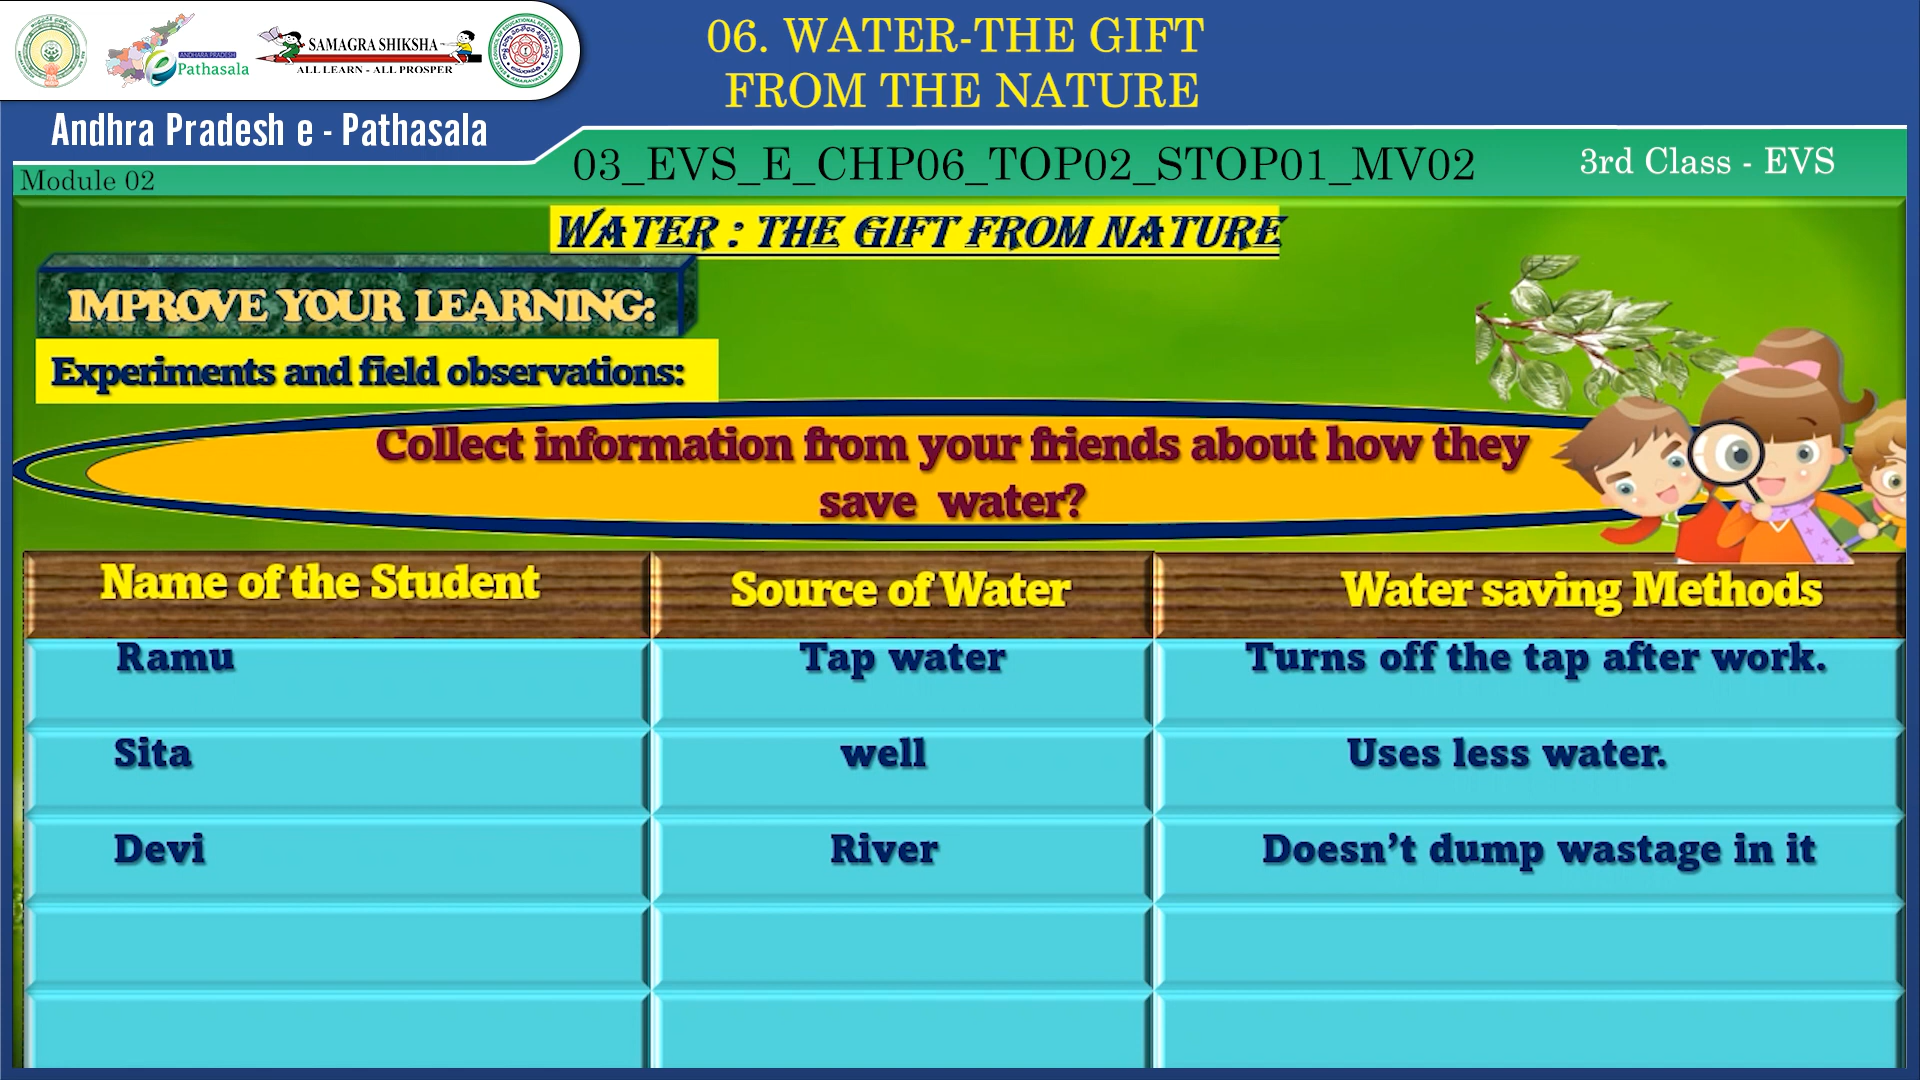 06. WATER-THE GIFT
FROM THE NATURE
ANDHRA PRADESH
Pathasala
SAMAGRA SHIKSHA
ALL LEARN - ALL PROSPER
Andhra Pradesh e - Pathasala
Module 02
03_EVS_E_CHP06_TOP02_STOP01_MV02
3rd Class - EVS
WATER : THE GIFT FROM NATURE
IMPROVE YOUR LEARNING:
Experiments and field observations:
Collect information from your friends about how they
save water?
Name of the Student Source of Water Water saving Methods
Ramu Tap water Turns off the tap after work.
Sita well Uses less water.
Devi River Doesn't dump wastage in it